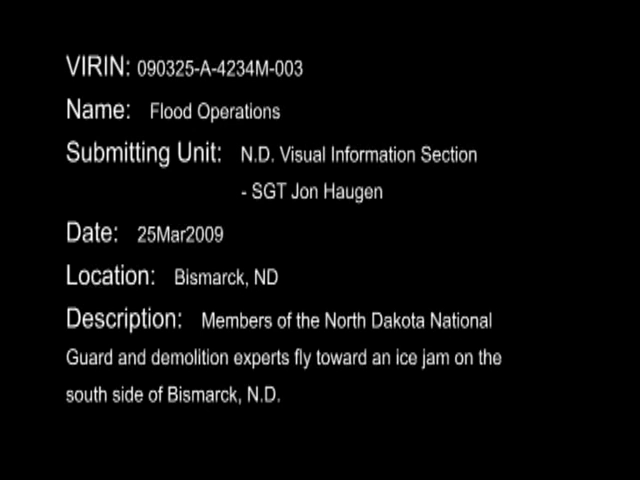 VIRIN: 090325-A-4234M-003
Name: Flood Operations
Submitting Unit: N.D. Visual Information Section
- SGT Jon Haugen
Date: 25Mar2009
Location: Bismarck, ND
Description: Members of the North Dakota National
Guard and demolition experts fly toward an ice jam on the
south side of Bismarck, N.D.